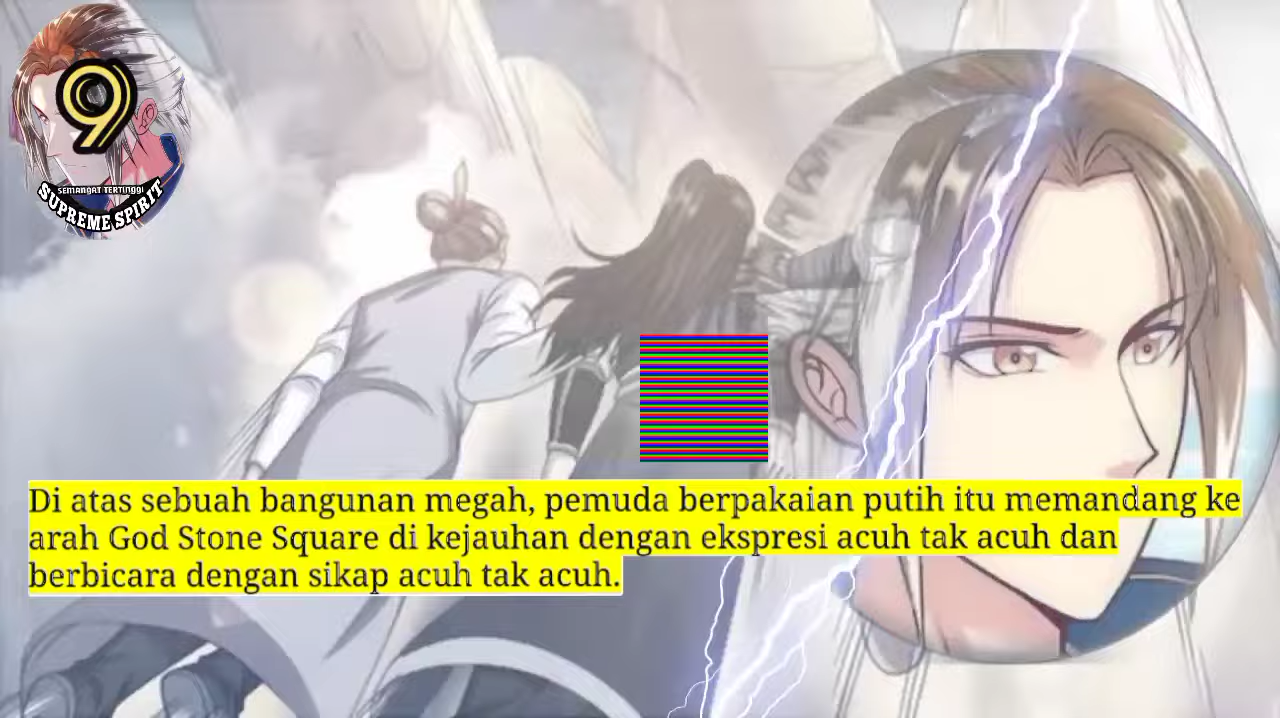 9
SEMANGAT TERTINGGI
SUPREME SPIRIT
Di atas sebuah bangunan megah, pemuda berpakaian putih itu memandang ke
arah God Stone Square di kejauhan dengan ekspresi acuh tak acuh dan
berbicara dengan sikap acuh tak acuh.